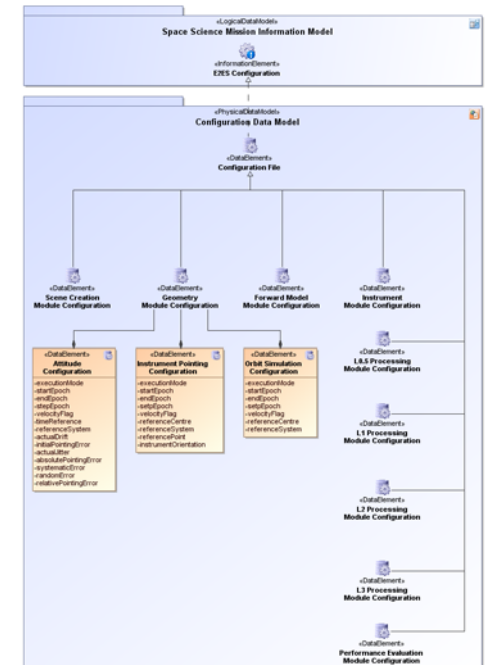 «LogicalDataModel»
Space Science Mission Information Model
«InformationElement»
E2ES Configuration
«PhysicalDataModel»
Configuration Data Model
«DataElement»
Configuration File
«DataElement»
Scene Creation
Module Configuration
«DataElement»
Geometry
Module Configuration
«DataElement»
Forward Model
Module Configuration
«DataElement»
Instrument
Module Configuration
«DataElement»
Attitude
Configuration
-executionMode
-startEpoch
-endEpoch
-stepEpoch
-velocityFlag
-timeReference
-referenceSystem
-actualDrift
-initialPointingError
-actualJitter
-absolutePointingError
-systematicError
-randomError
-relativePointingError
«DataElement»
Instrument Pointing
Configuration
-executionMode
-startEpoch
-endEpoch
-setpEpoch
-velocityFlag
-referenceCentre
-referenceSystem
-referencePoint
-instrumentOrientation
«DataElement»
Orbit Simulation
Configuration
-executionMode
-startEpoch
-endEpoch
-setpEpoch
-velocityFlag
-referenceCentre
-referenceSystem
«DataElement»
L0,5 Processing
Module Configuration
«DataElement»
L1 Processing
Module Configuration
«DataElement»
L2 Processing
Module Configuration
«DataElement»
L3 Processing
Module Configuration
«DataElement»
Performance Evaluation
Module Configuration